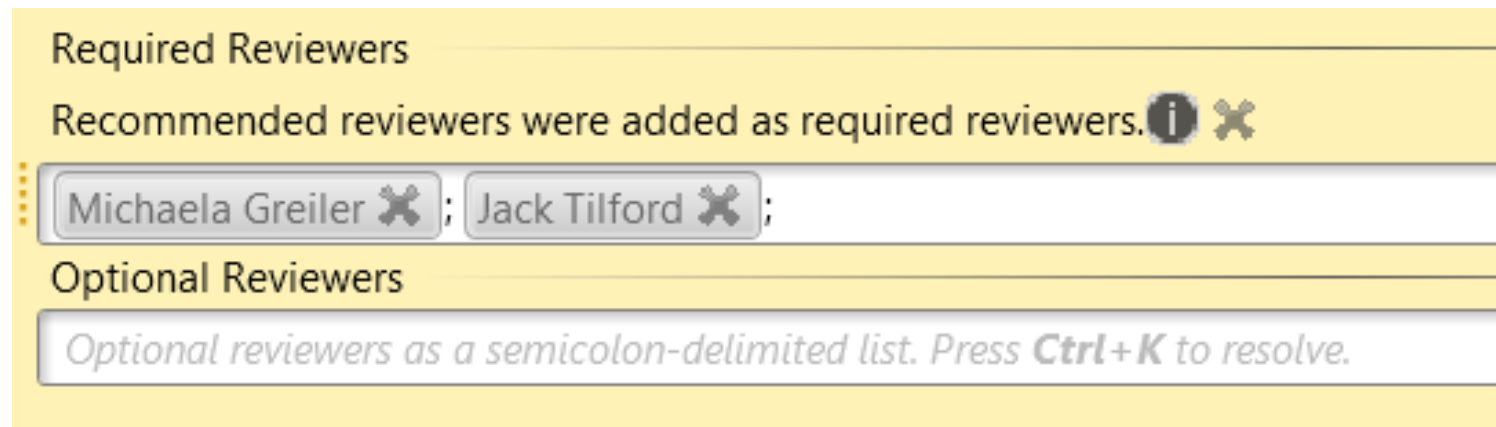 Required Reviewers
Recommended reviewers were added as required reviewers.
Michaela Greiler ; Jack Tilford ;
Optional Reviewers
Optional reviewers as a semicolon-delimited list. Press Ctrl+K to resolve.